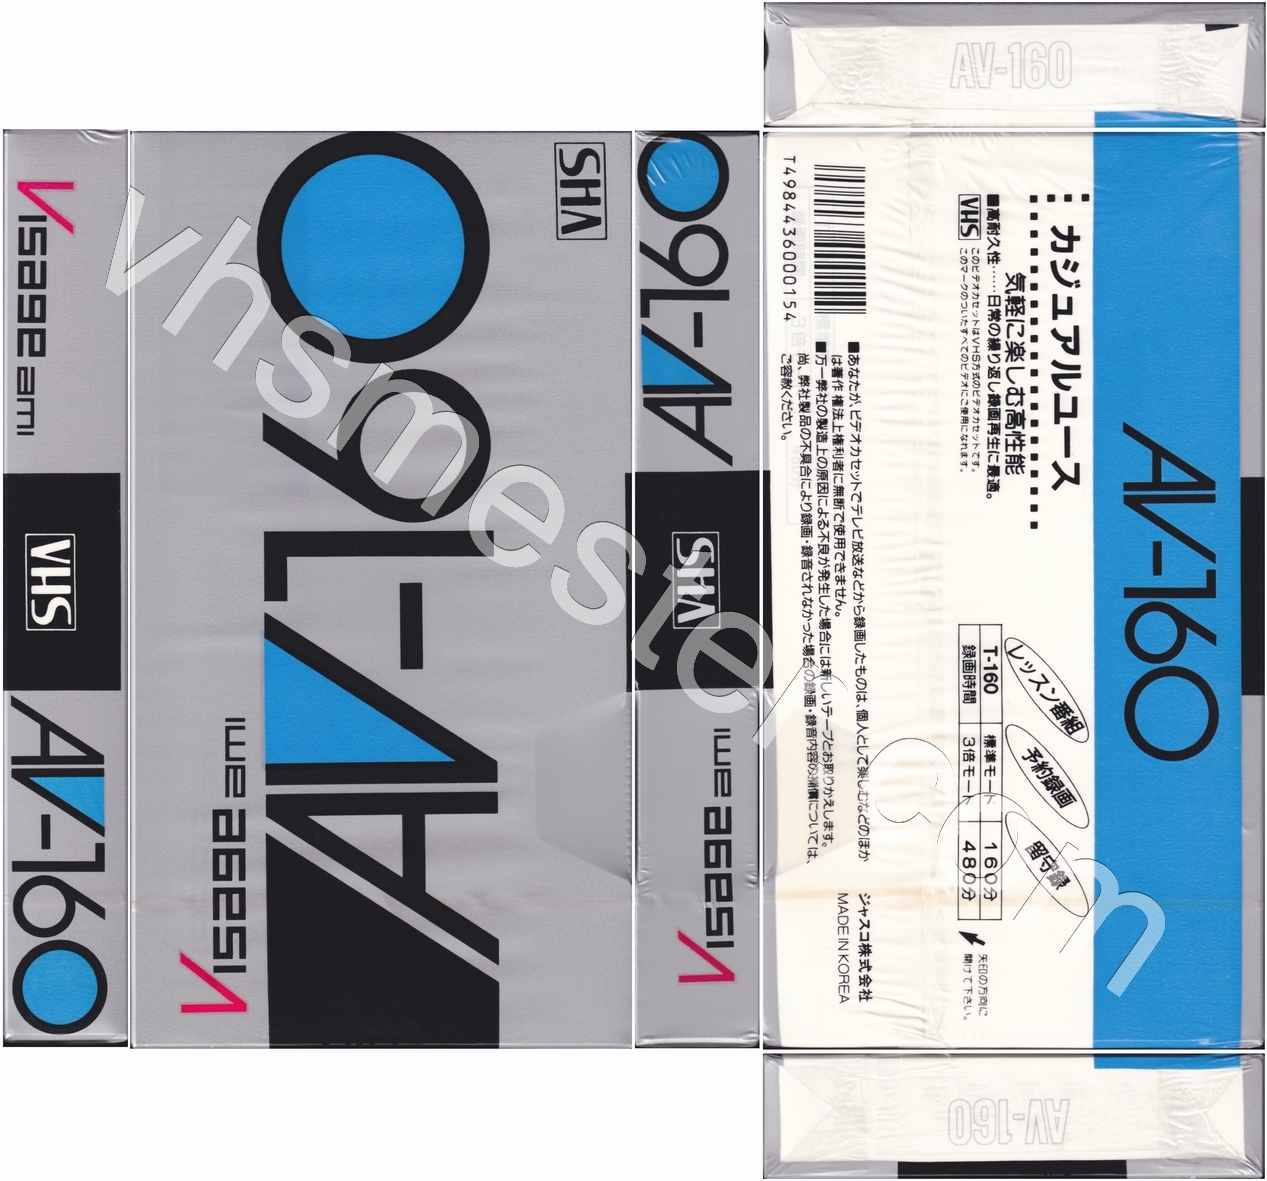 AV-160
Visage ami
VHS
AV-160
VHS
AV-160
Visage ami
AV-160
VHS
Visage ami
AV-160
カジュアルユース
気軽に楽しむ高性能
■高耐久性……日常の繰り返し録画再生に最適。
VHS
このビデオカセットはVHS方式のビデオカセットです。
このマークのついたすべてのビデオにご使用になれます。
レッスン番組
予約録画
留守録
T-160 標準モード 160分
録画時間 3倍モード 480分
矢印の方向に
開けて下さい。
■あなたが、ビデオカセットでテレビ放送などから録画したものは、個人として楽しむなどのほか
は著作権法上権利者に無断で使用できません。
■万一弊社の製造上の原因による不良が発生した場合には新しいテープとお取りかえします。
尚、弊社製品の不具合により録画・録音されなかった場合の録画・録音内容の補償については、
ご容赦ください。
ジャスコ株式会社
MADE IN KOREA
T4984436000154
AV-160
vhsmester.com